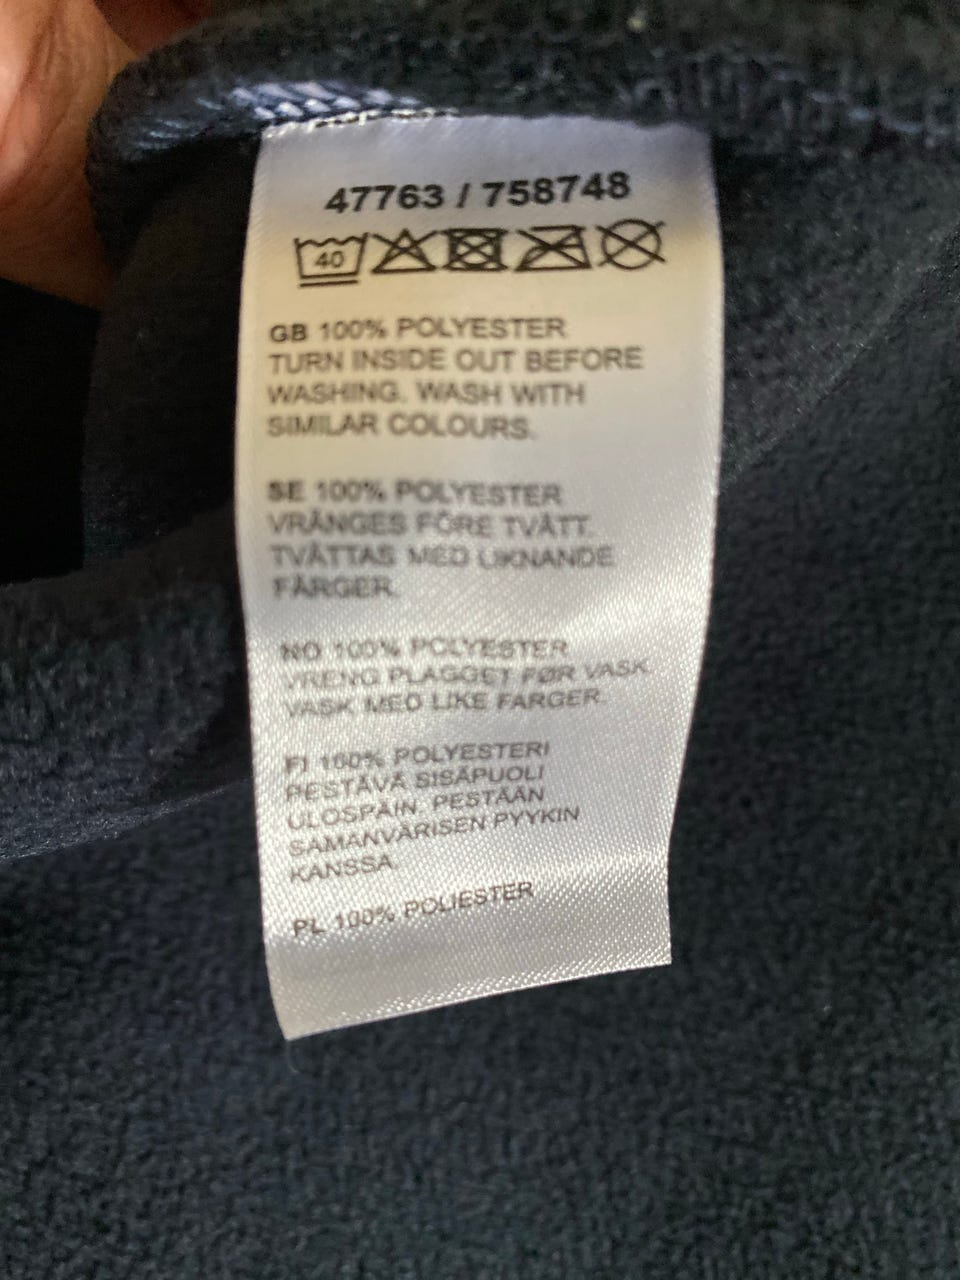 47763 / 758748
40
GB 100% POLYESTER
TURN INSIDE OUT BEFORE
WASHING. WASH WITH
SIMILAR COLOURS.
SE 100% POLYESTER
VRÄNGES FÖRE TVÄTT.
TVÄTTAS MED LIKNANDE
FÄRGER.
NO 100% POLYESTER
VRENG PLAGGET FØR VASK
VASK MED LIKE FARGER.
FI 100% POLYESTERI
PESTÄVÄ SISÄPUOLI
ULOSPÄIN. PESTÄÄN
SAMANVÄRISEN PYYKIN
KANSSA.
PL 100% POLIESTER